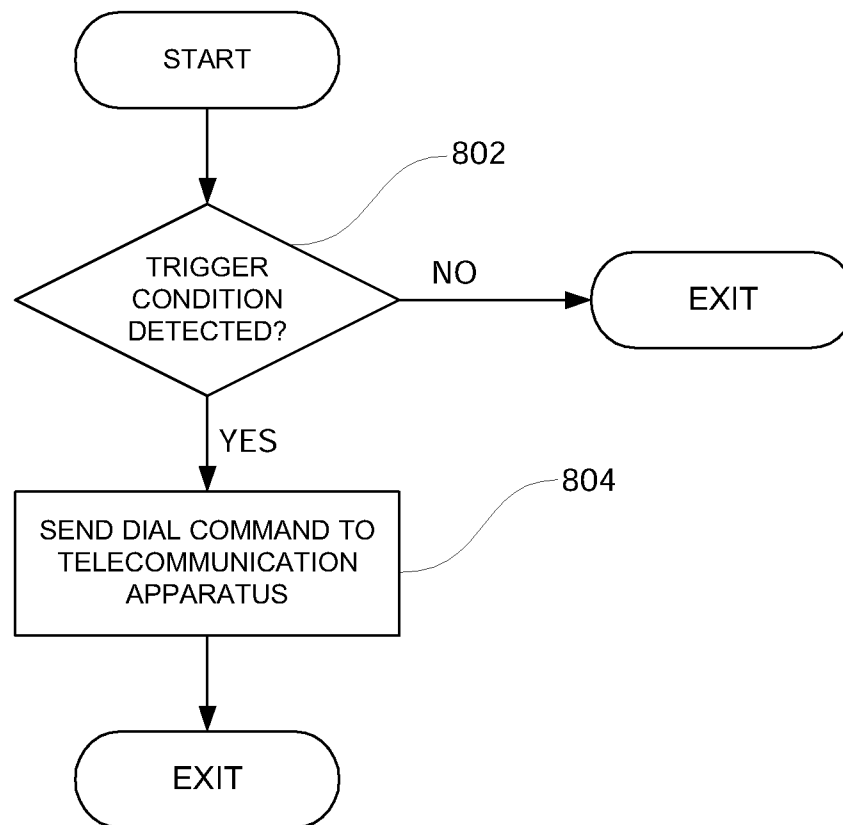 START
802
TRIGGER
CONDITION
DETECTED?
NO
EXIT
YES
804
SEND DIAL COMMAND TO
TELECOMMUNICATION
APPARATUS
EXIT